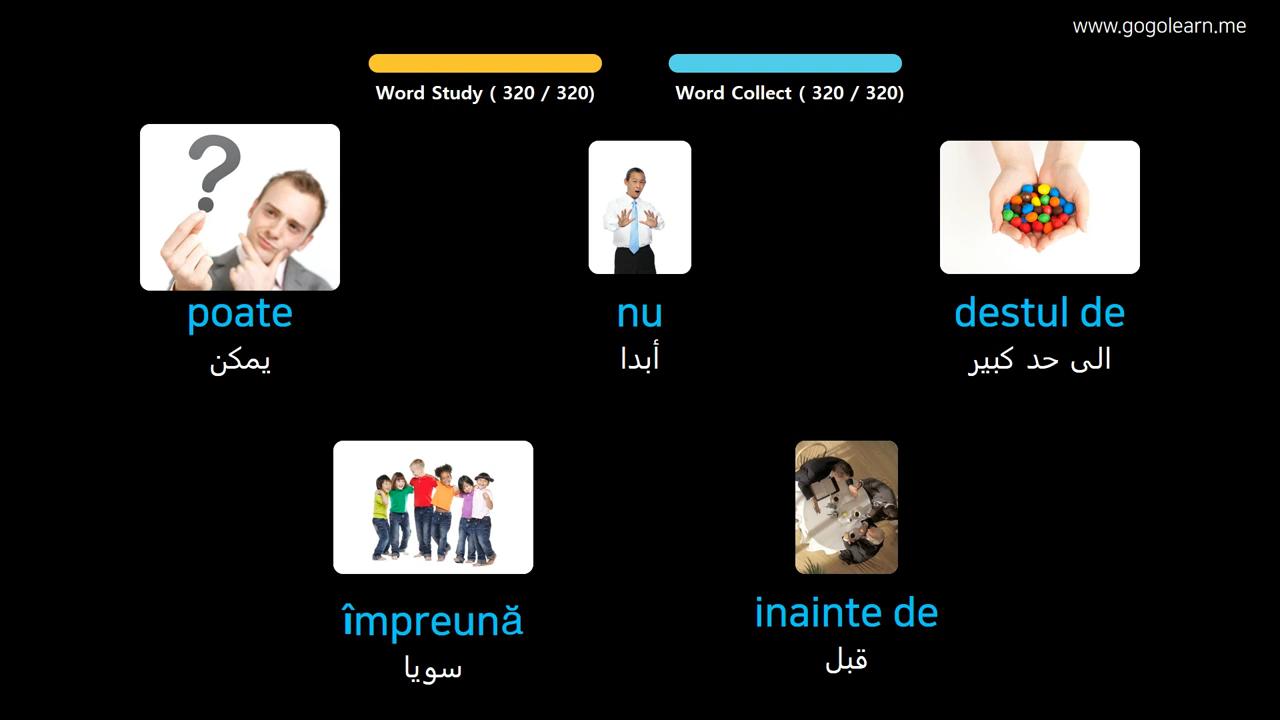 www.gogolearn.me
Word Study ( 320 / 320)
Word Collect ( 320 / 320)
poate
يمكن
nu
أبدا
destul de
الى حد كبير
împreună
سويا
inainte de
قبل